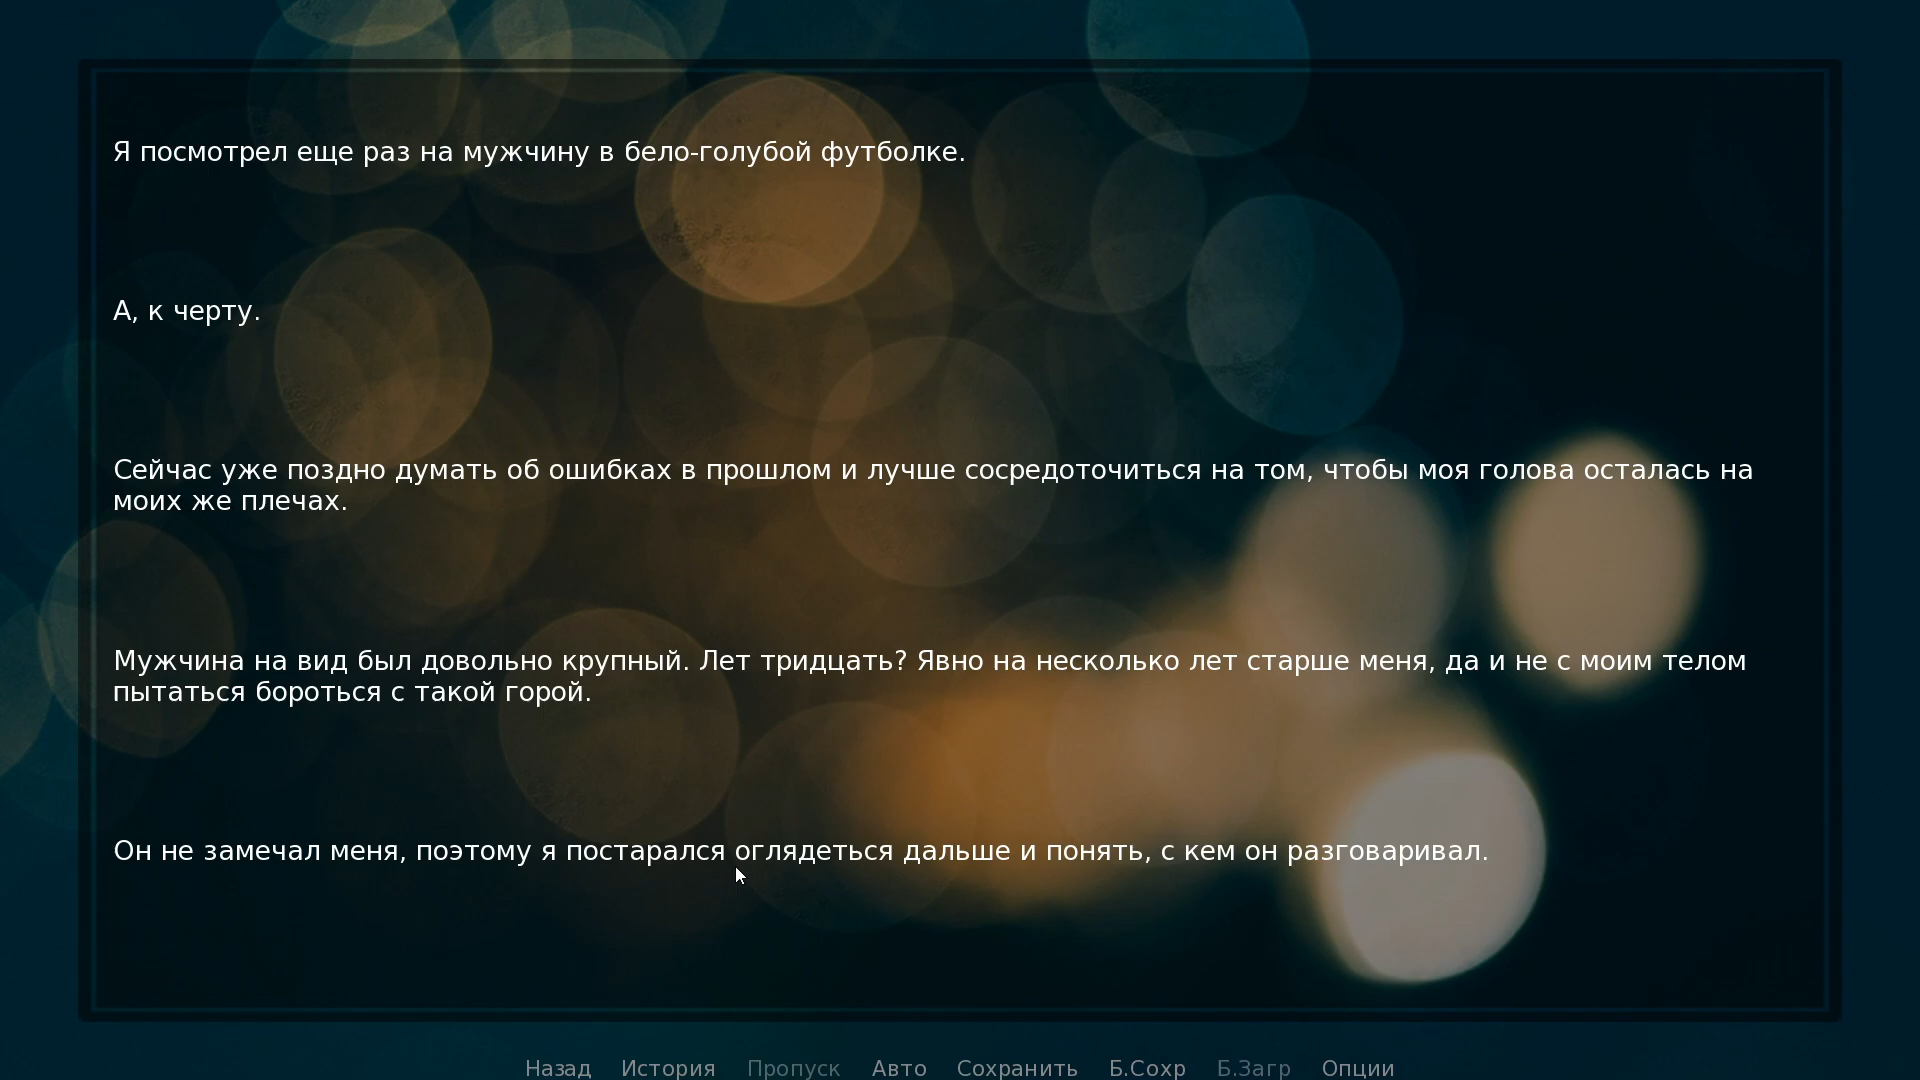 Я посмотрел еще раз на мужчину в бело-голубой футболке.
А, к черту.
Сейчас уже поздно думать об ошибках в прошлом и лучше сосредоточиться на том, чтобы моя голова осталась на
моих же плечах.
Мужчина на вид был довольно крупный. Лет тридцать? Явно на несколько лет старше меня, да и не с моим телом
пытаться бороться с такой горой.
Он не замечал меня, поэтому я постарался оглядеться дальше и понять, с кем он разговаривал.
Назад История Пропуск Авто Сохранить Б.Сохр Б.Загр Опции